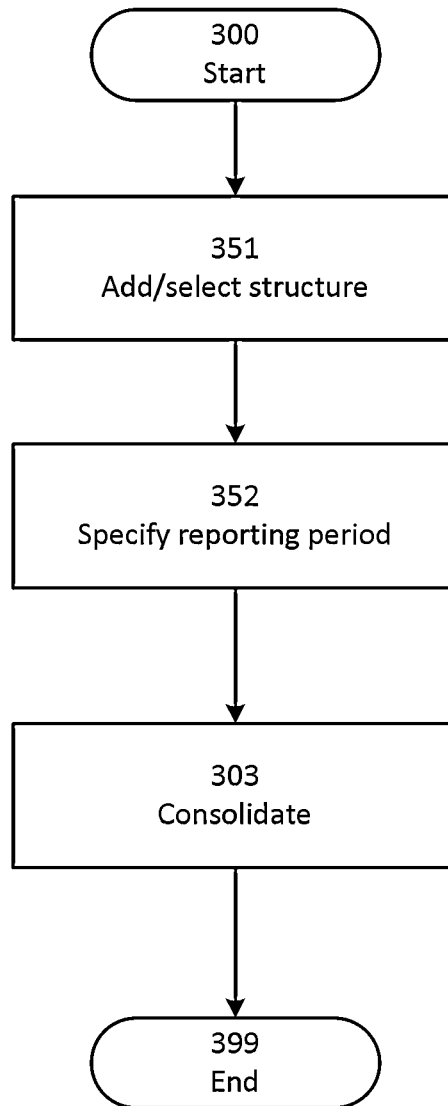 300
Start
351
Add/select structure
352
Specify reporting period
303
Consolidate
399
End